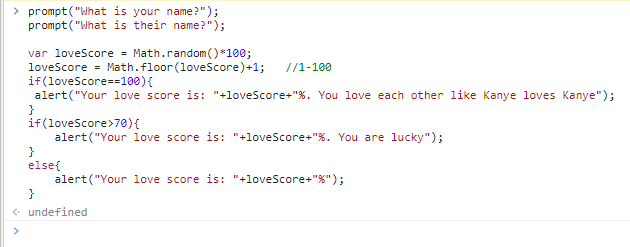 > prompt("What is your name?");
prompt("What is their name?");
var loveScore = Math.random()*100;
loveScore = Math.floor(loveScore)+1;   //1-100
if(loveScore==100){
 alert("Your love score is: "+loveScore+"%. You love each other like Kanye loves Kanye");
}
if(loveScore>70){
    alert("Your love score is: "+loveScore+"%. You are lucky");
}
else{
    alert("Your love score is: "+loveScore+"%");
}
undefined
>